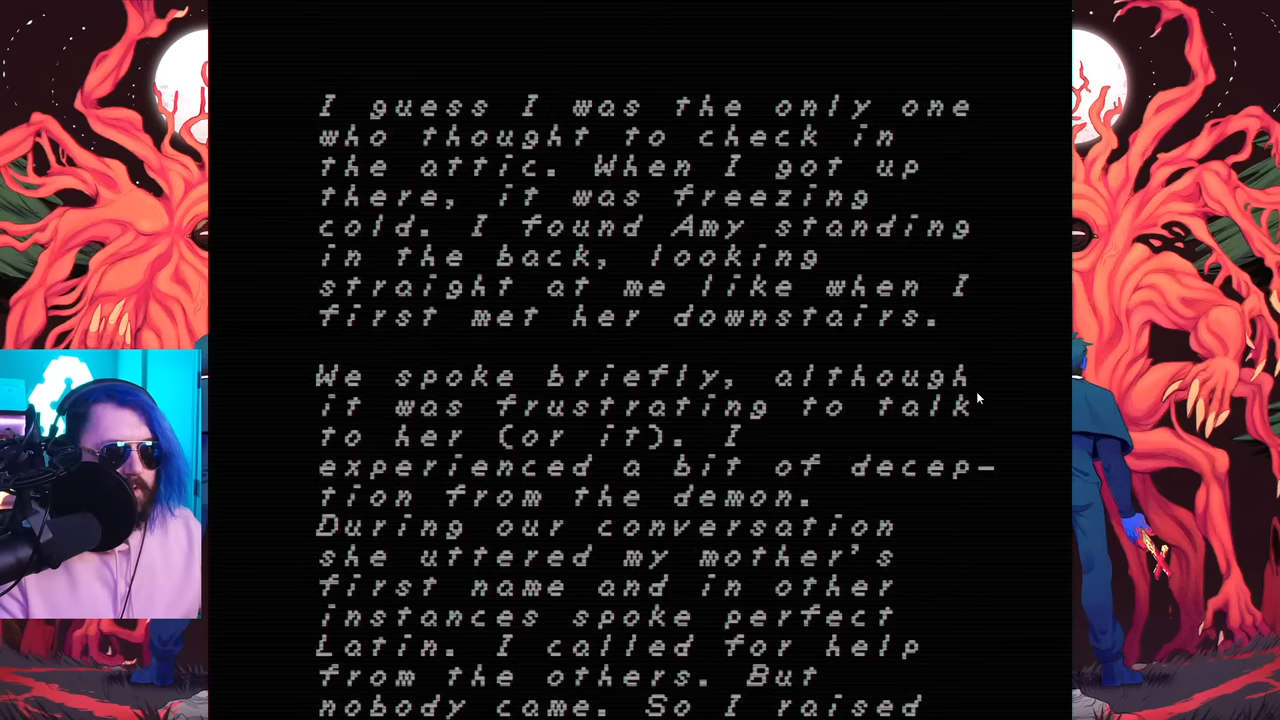 I guess I was the only one
who thought to check in
the attic. When I got up
there, it was freezing
cold. I found Amy standing
in the back, looking
straight at me like when I
first met her downstairs.
We spoke briefly, although
it was frustrating to talk
to her (or it). I
experienced a bit of decep-
tion from the demon.
During our conversation
she uttered my mother's
first name and in other
instances spoke perfect
Latin. I called for help
from the others. But
nobody came. So I raised